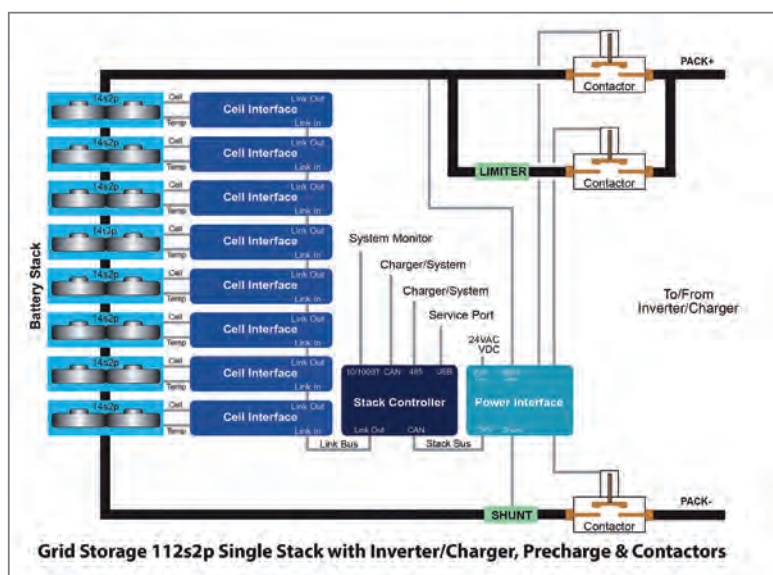 PACK+
Contactor
LIMITER
Contactor
To/From
Inverter/Charger
Battery Stack
14s2p
Cell
Temp
Cell Interface
Link Out
Link In
14s2p
Cell
Temp
Cell Interface
Link Out
Link In
14s2p
Cell
Temp
Cell Interface
Link Out
Link In
14s2p
Cell
Temp
Cell Interface
Link Out
Link In
14s2p
Cell
Temp
Cell Interface
Link Out
Link In
14s2p
Cell
Temp
Cell Interface
Link Out
Link In
14s2p
Cell
Temp
Cell Interface
Link Out
Link In
14s2p
Cell
Temp
Cell Interface
Link Out
Link In
System Monitor
Charger/System
Charger/System
Service Port
24VAC
VDC
10/100BT CAN 485 USB
Stack Controller
Link Out CAN
Power Interface
Link Bus
Stack Bus
SHUNT
PACK-
Contactor
Grid Storage 112s2p Single Stack with Inverter/Charger, Precharge & Contactors